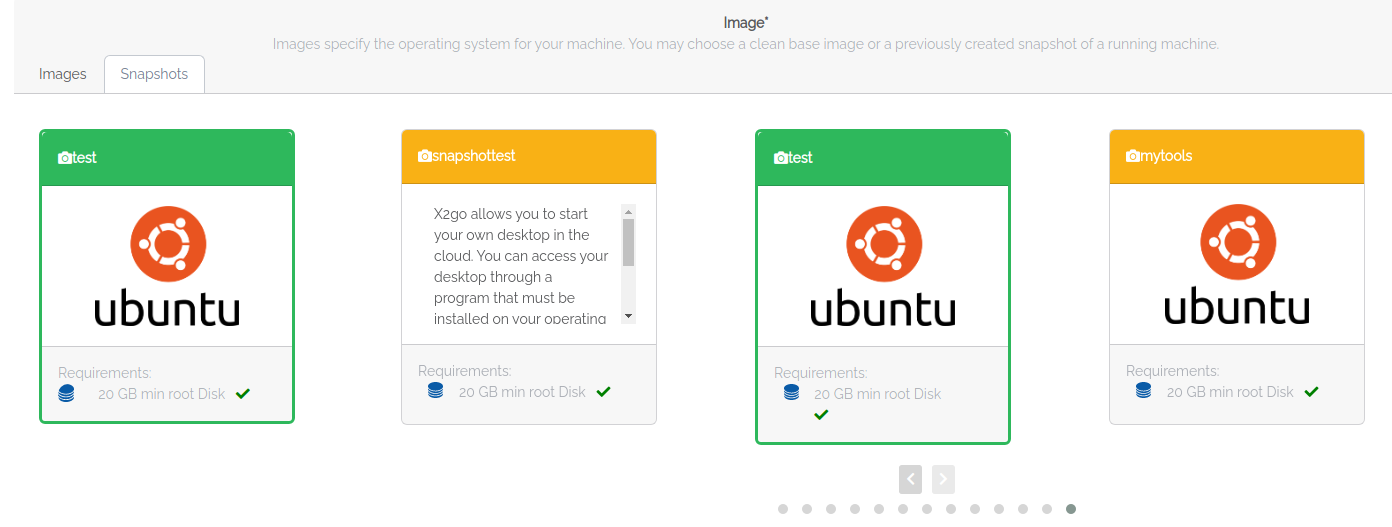 Image*
Images specify the operating system for your machine. You may choose a clean base image or a previously created snapshot of a running machine.
Images
Snapshots
test
ubuntu
Requirements:
20 GB min root Disk
snapshottest
X2go allows you to start
your own desktop in the
cloud. You can access your
desktop through a
program that must be
installed on your operating
Requirements:
20 GB min root Disk
test
ubuntu
Requirements:
20 GB min root Disk
mytools
ubuntu
Requirements:
20 GB min root Disk